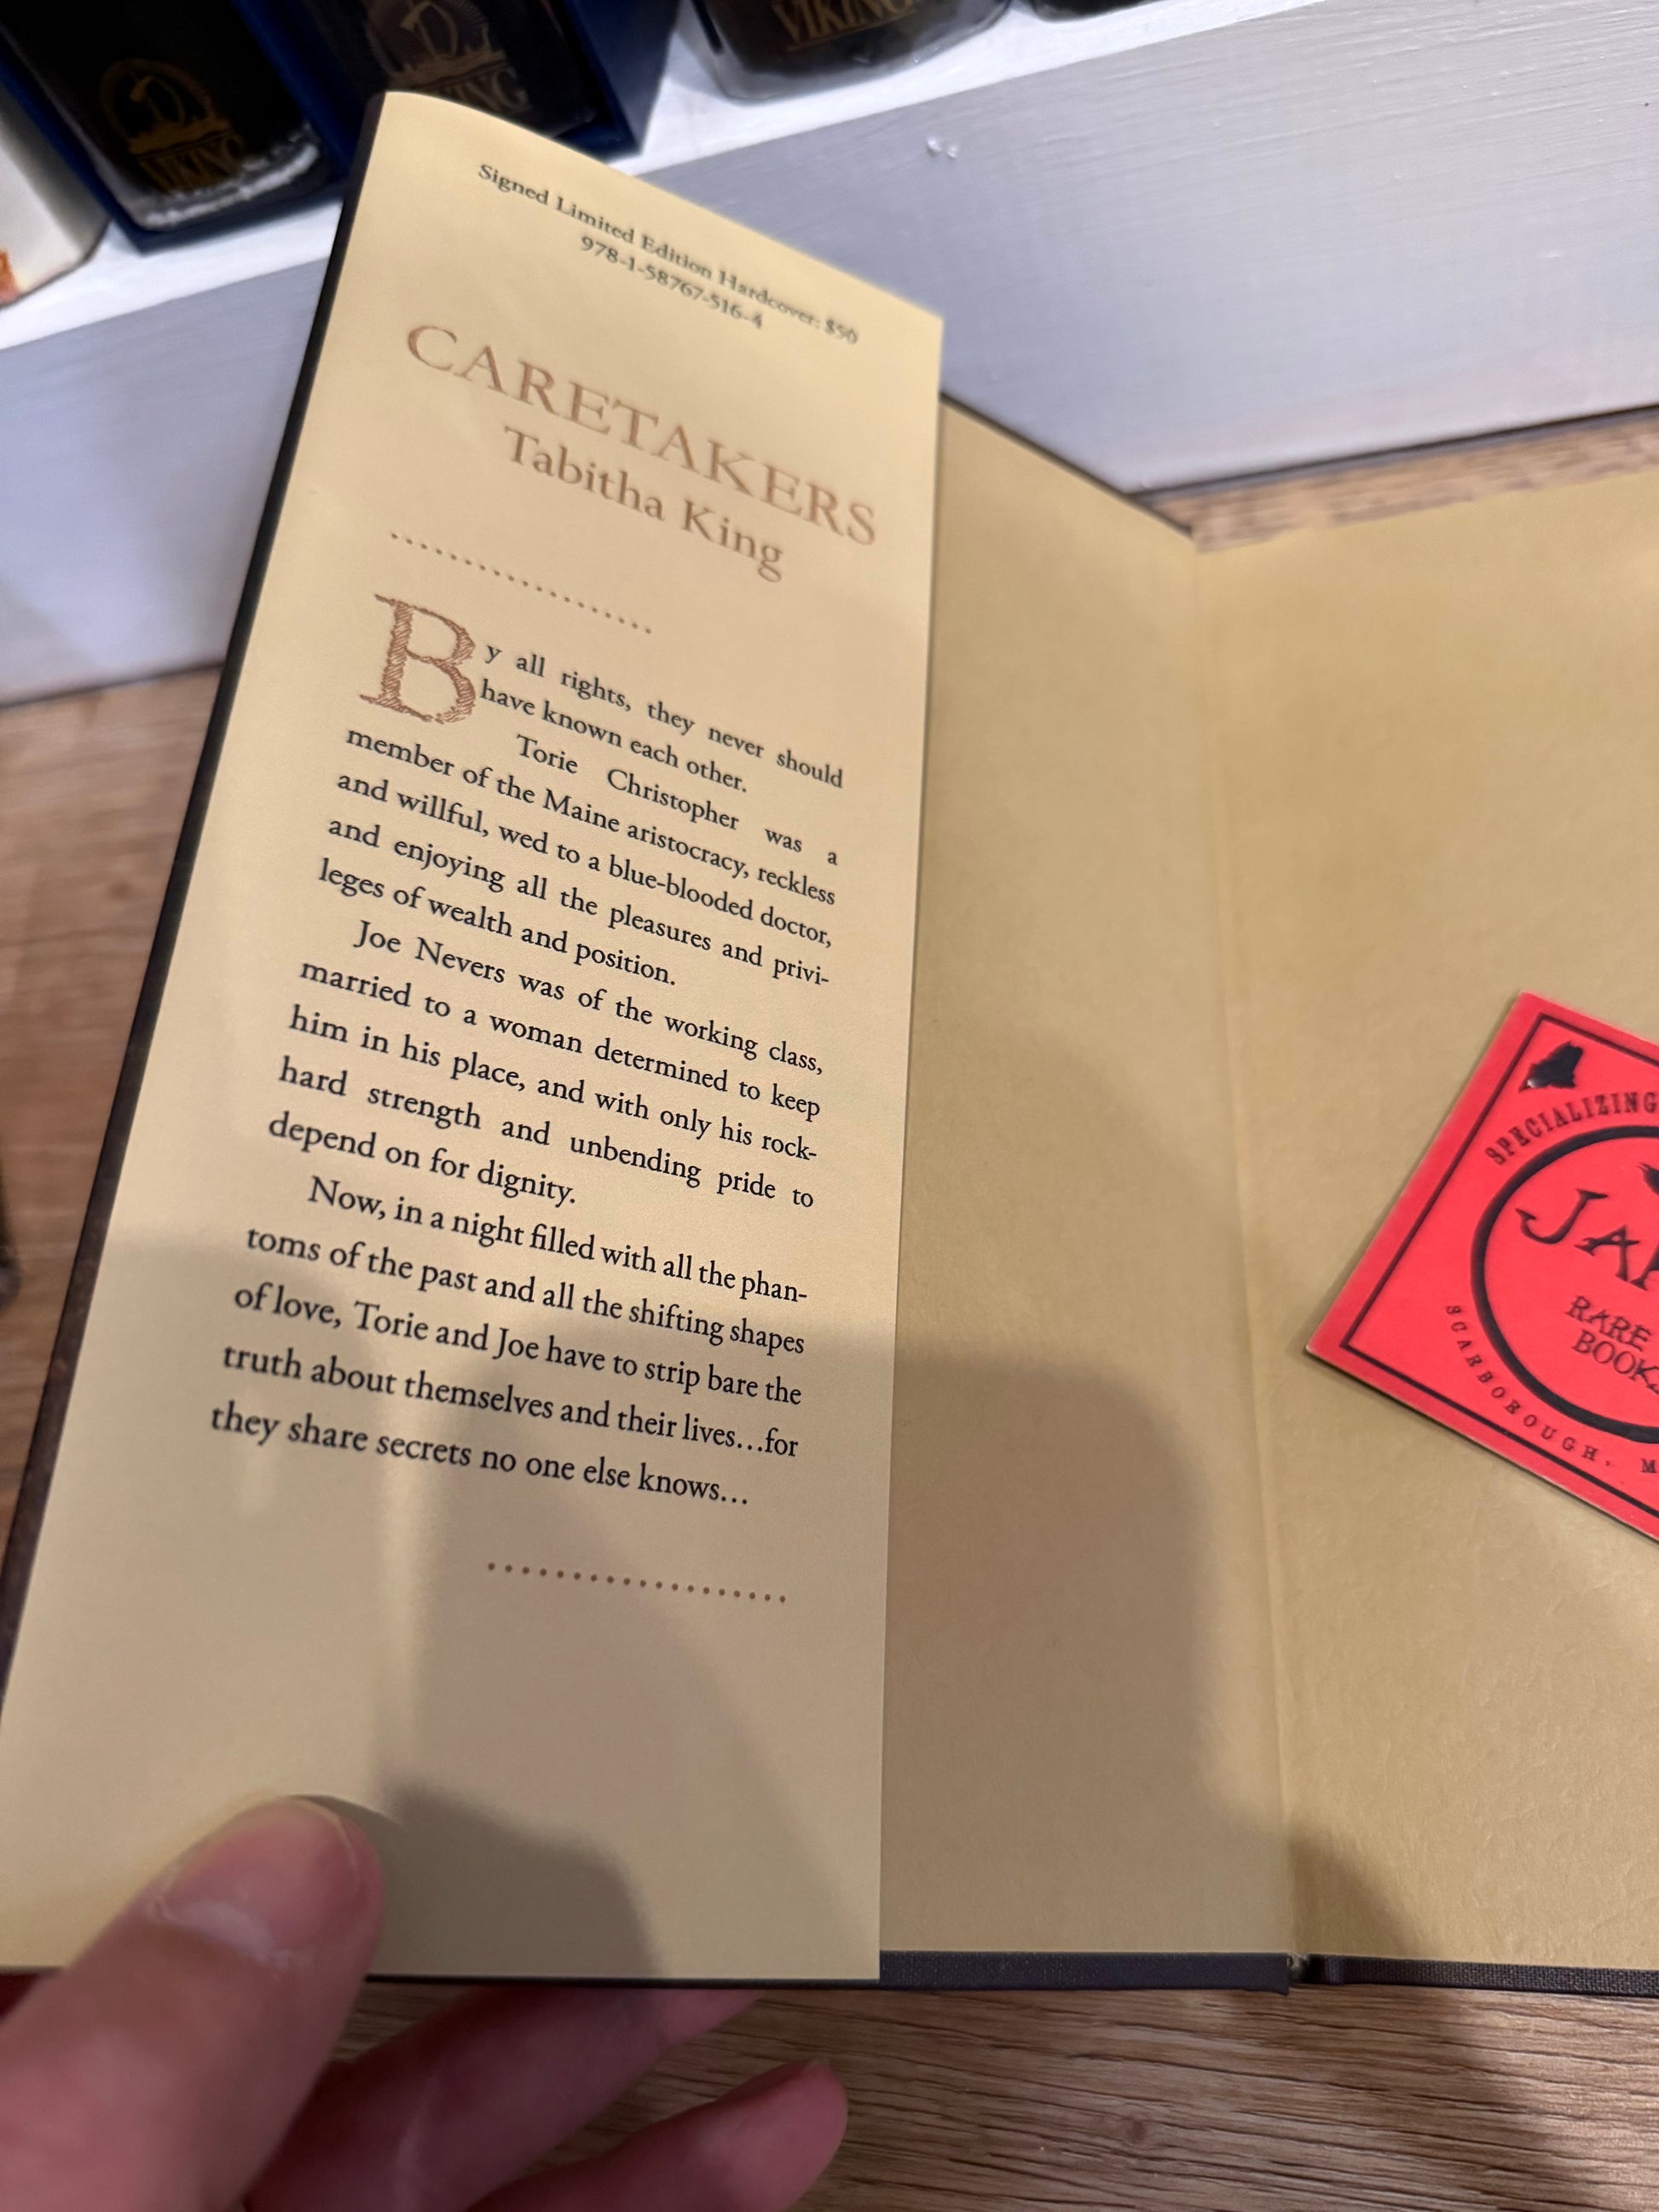 VIKING
VIKING
VIKING
Signed Limited Edition Hardcover: $50
978-1-58767-516-4
CARETAKERS
Tabitha King
By all rights, they never should
have known each other.
Torie Christopher was a
member of the Maine aristocracy, reckless
and willful, wed to a blue-blooded doctor,
and enjoying all the pleasures and privi-
leges of wealth and position.
Joe Nevers was of the working class,
married to a woman determined to keep
him in his place, and with only his rock-
hard strength and unbending pride to
depend on for dignity.
Now, in a night filled with all the phan-
toms of the past and all the shifting shapes
of love, Torie and Joe have to strip bare the
truth about themselves and their lives…for
they share secrets no one else knows…
SPECIALIZING
RARE
SCARBOROUGH, M